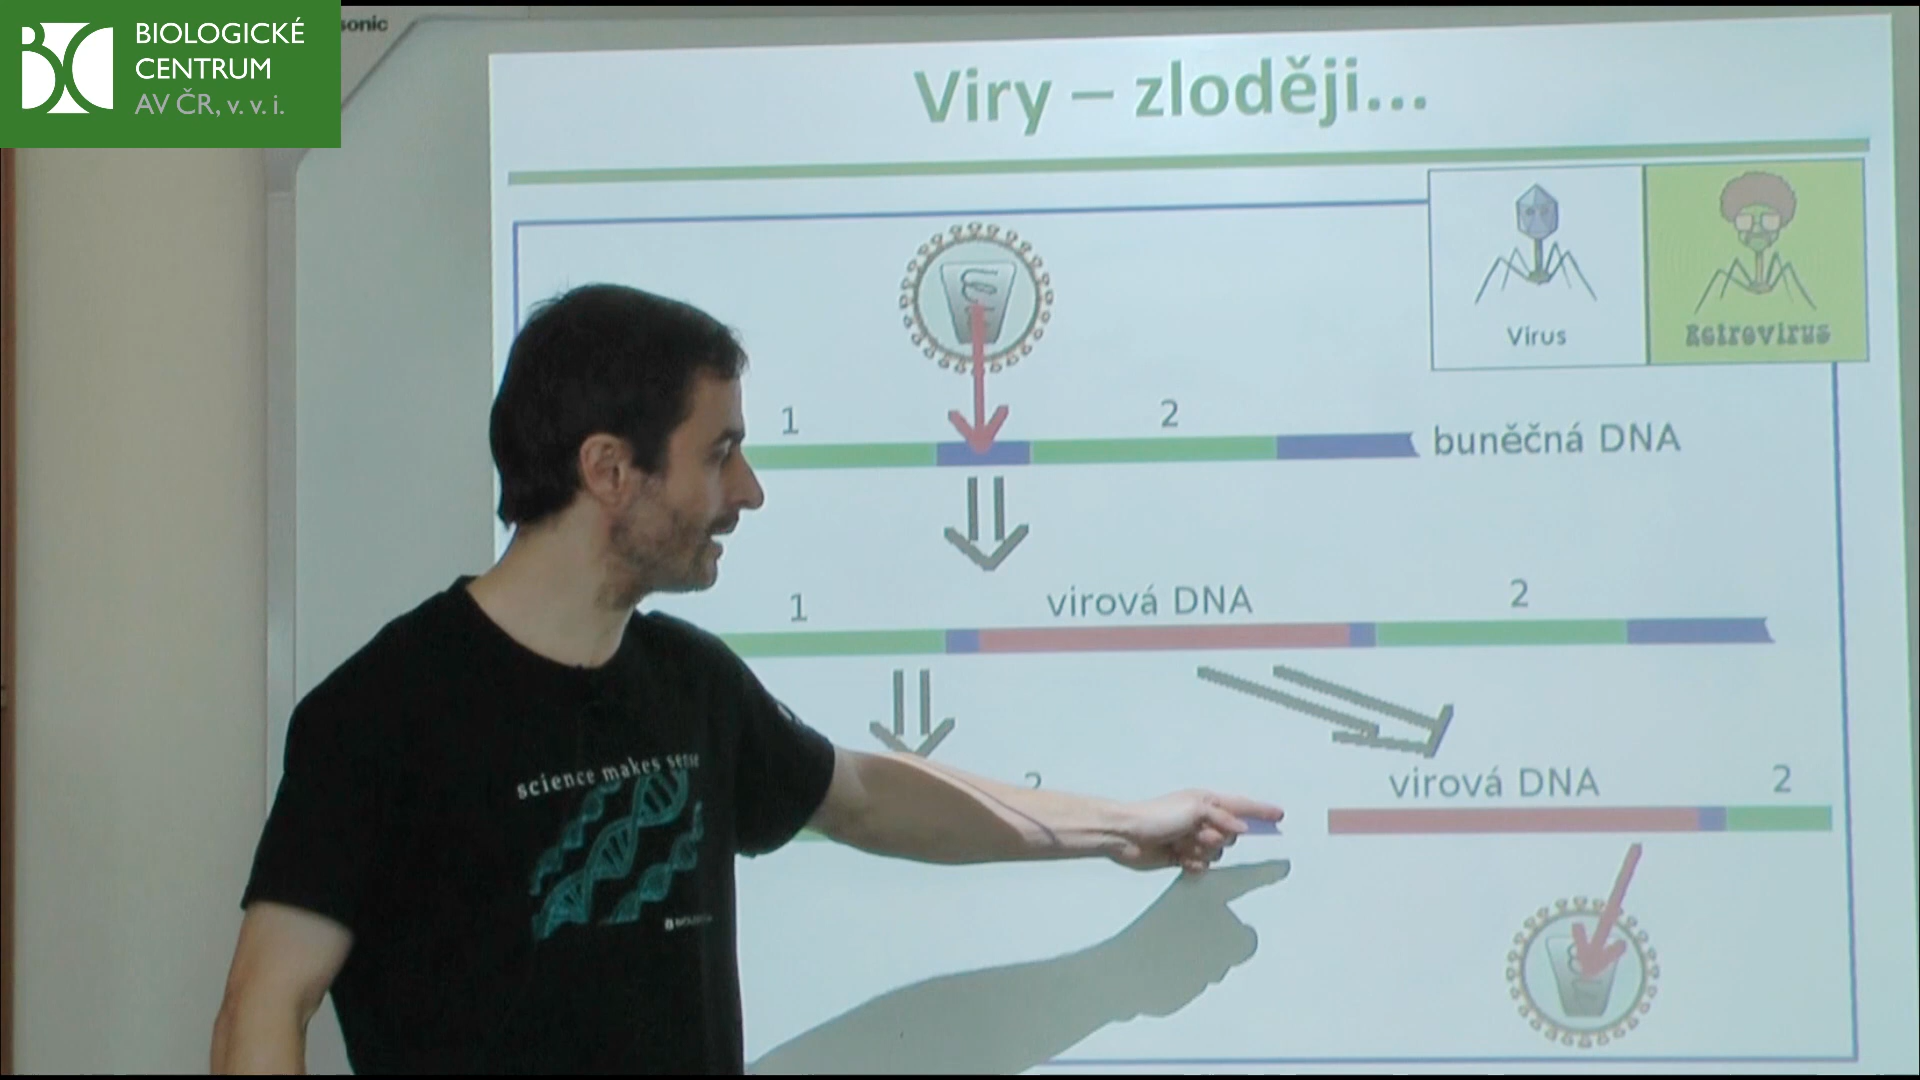 BIOLOGICKÉ
CENTRUM
AV ČR, v. v. i.
sonic
Viry – zloději...
Virus
Retrovirus
1
2
buněčná DNA
1
virová DNA
2
2
virová DNA
2
science makes sense